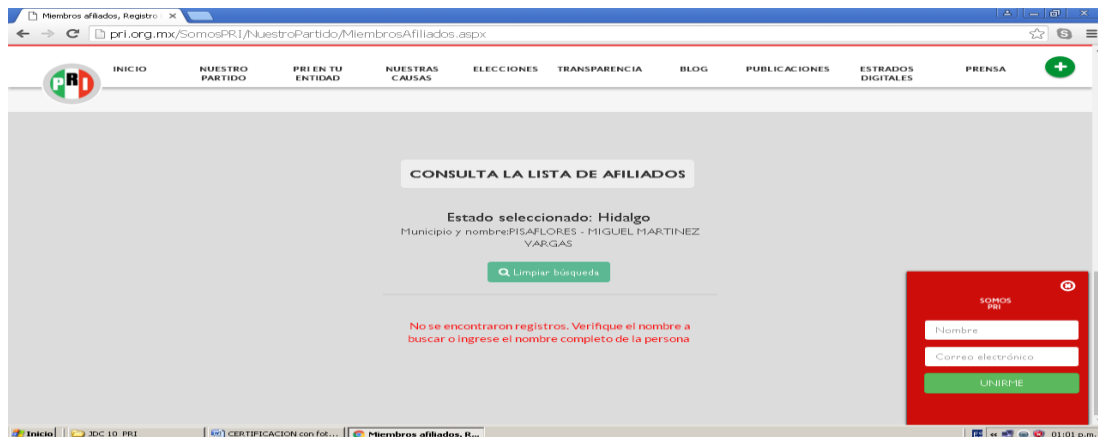 Miembros afiliados, Registro
pri.org.mx/SomosPRI/NuestroPartido/MiembrosAfiliados.aspx
PRI
INICIO
NUESTRO
PARTIDO
PRI EN TU
ENTIDAD
NUESTRAS
CAUSAS
ELECCIONES
TRANSPARENCIA
BLOG
PUBLICACIONES
ESTRADOS
DIGITALES
PRENSA
CONSULTA LA LISTA DE AFILIADOS
Estado seleccionado: Hidalgo
Municipio y nombre:PISAFLORES - MIGUEL MARTINEZ
VARGAS
Limpiar búsqueda
No se encontraron registros. Verifique el nombre a
buscar o ingrese el nombre completo de la persona
SOMOS
PRI
Nombre
Correo electrónico
UNIRME
Inicio
JDC 10 PRI
CERTIFICACION con fot...
Miembros afiliados, R...
01:01 p.m.